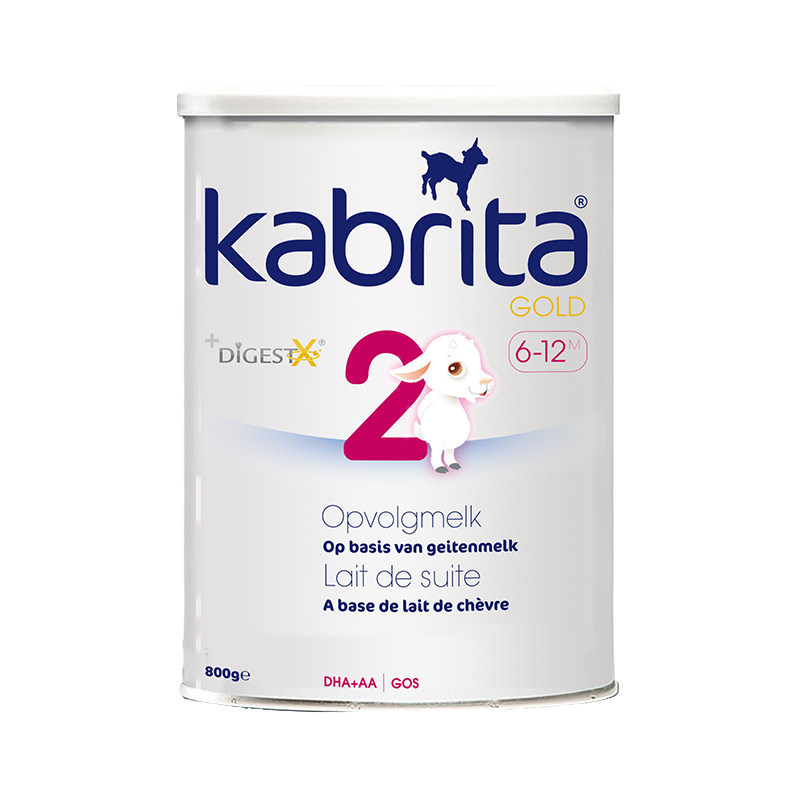 kabrita®
GOLD
+DIGESTX®
2
6-12M
Opvolgmelk
Op basis van geitenmelk
Lait de suite
A base de lait de chèvre
800g℮
DHA+AA | GOS